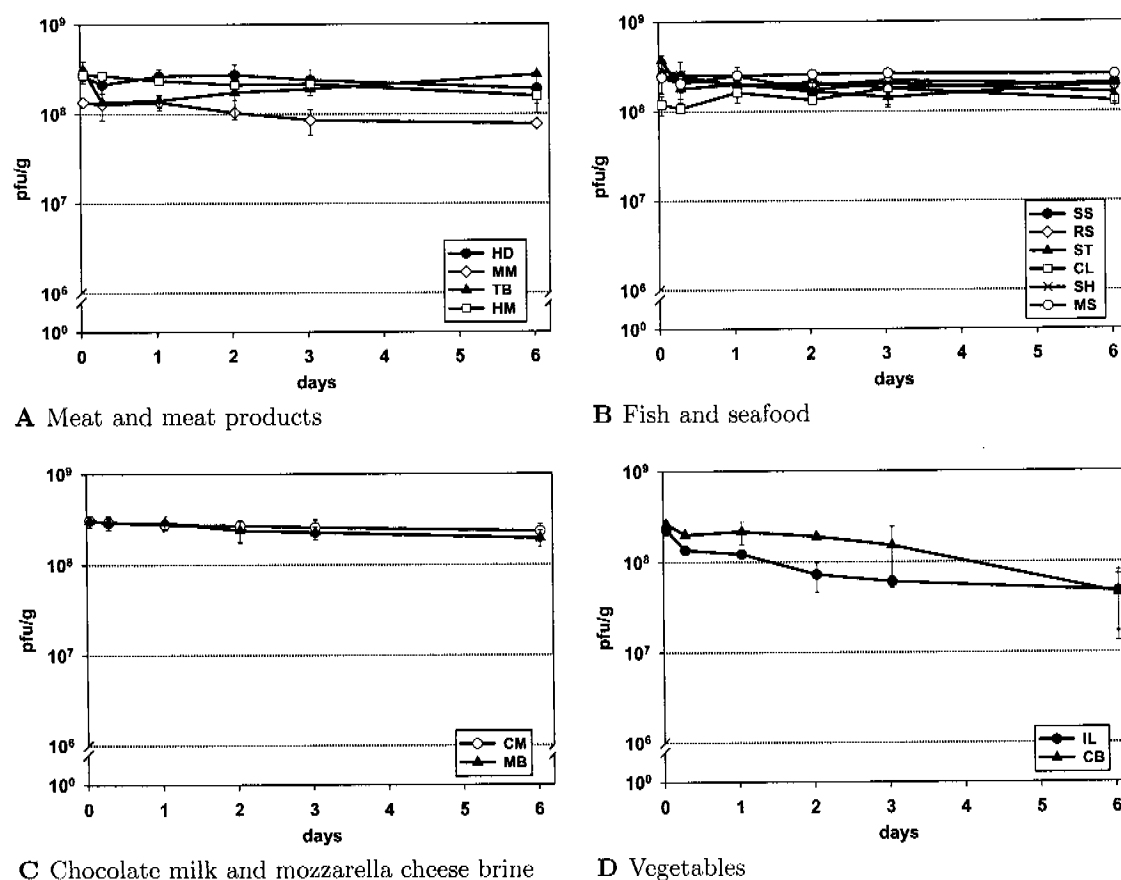 10⁹
10⁸
10⁷
10⁶
10⁰
pfu/g
HD
MM
TB
HM
0 1 2 3 4 5 6
days
A Meat and meat products
10⁹
10⁸
10⁷
10⁶
10⁰
pfu/g
SS
RS
ST
CL
SH
MS
0 1 2 3 4 5 6
days
B Fish and seafood
10⁹
10⁸
10⁷
10⁶
10⁰
pfu/g
CM
MB
0 1 2 3 4 5 6
days
C Chocolate milk and mozzarella cheese brine
10⁹
10⁸
10⁷
10⁶
10⁰
pfu/g
IL
CB
0 1 2 3 4 5 6
days
D Vegetables